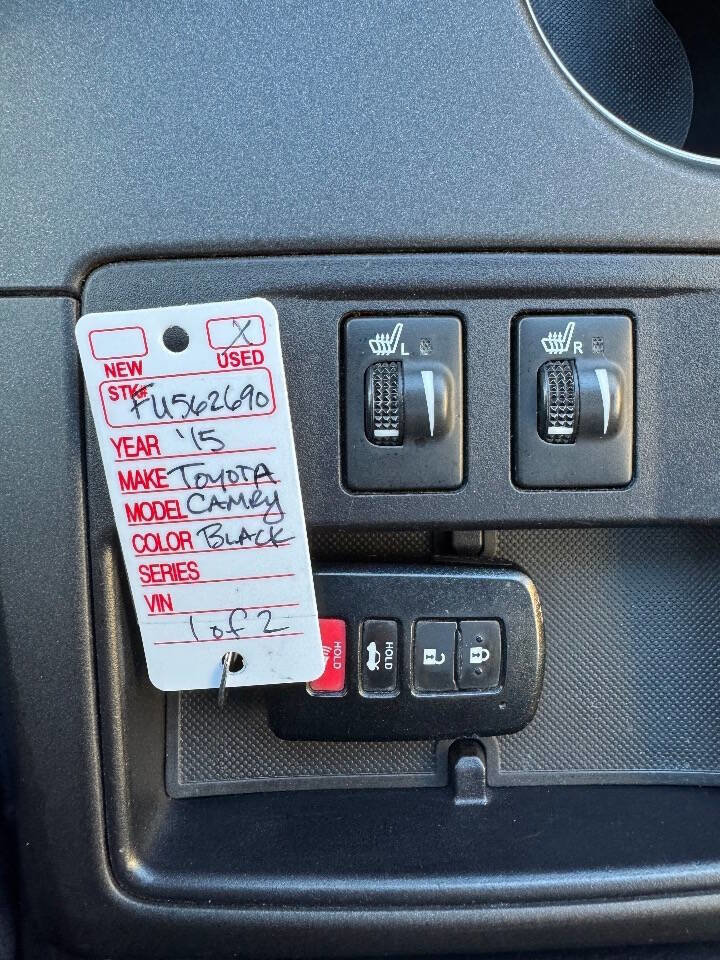 L
R
X
NEW
USED
STK# FU562690
YEAR '15
MAKE TOYOTA
MODEL CAMRY
COLOR BLACK
SERIES
VIN
1 of 2
HOLD
HOLD